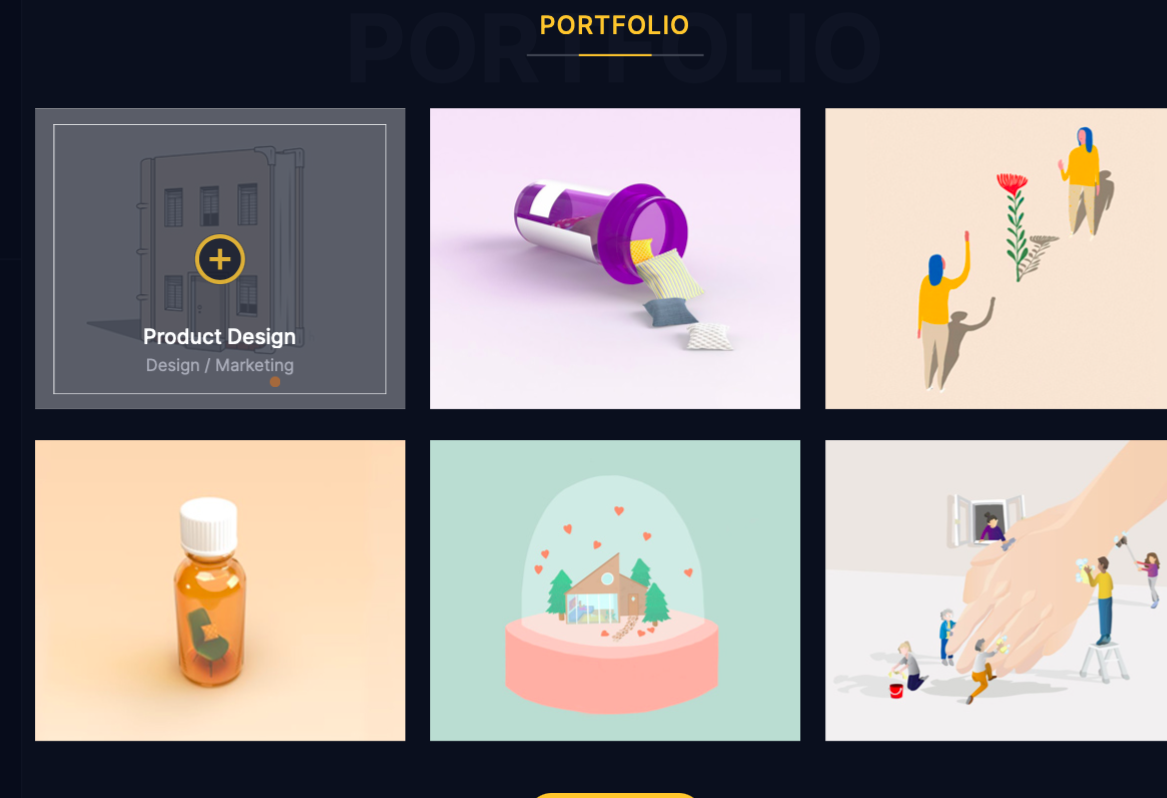 PORTFOLIO
PORTFOLIO
Product Design
Design / Marketing